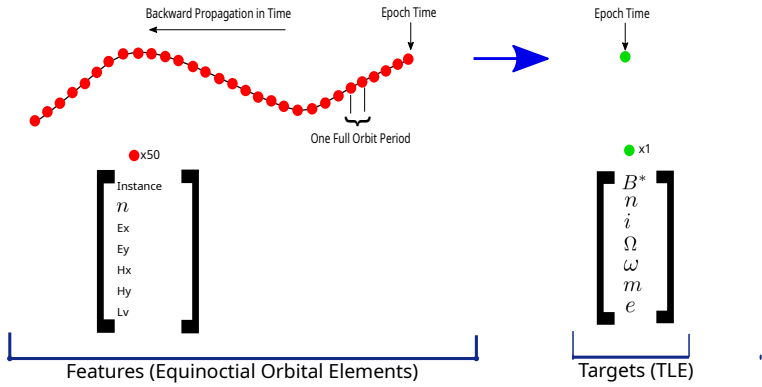 Backward Propagation in Time
Epoch Time
Epoch Time
One Full Orbit Period
x50
x1
Instance
n
Ex
Ey
Hx
Hy
Lv
B*
n
i
Ω
ω
m
e
Features (Equinoctial Orbital Elements)
Targets (TLE)